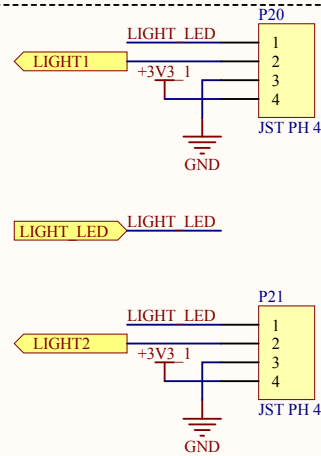 P20
LIGHT_LED
1
LIGHT1
2
+3V3_1
3
4
JST PH 4
GND
LIGHT_LED
LIGHT_LED
P21
LIGHT_LED
1
LIGHT2
2
+3V3_1
3
4
JST PH 4
GND